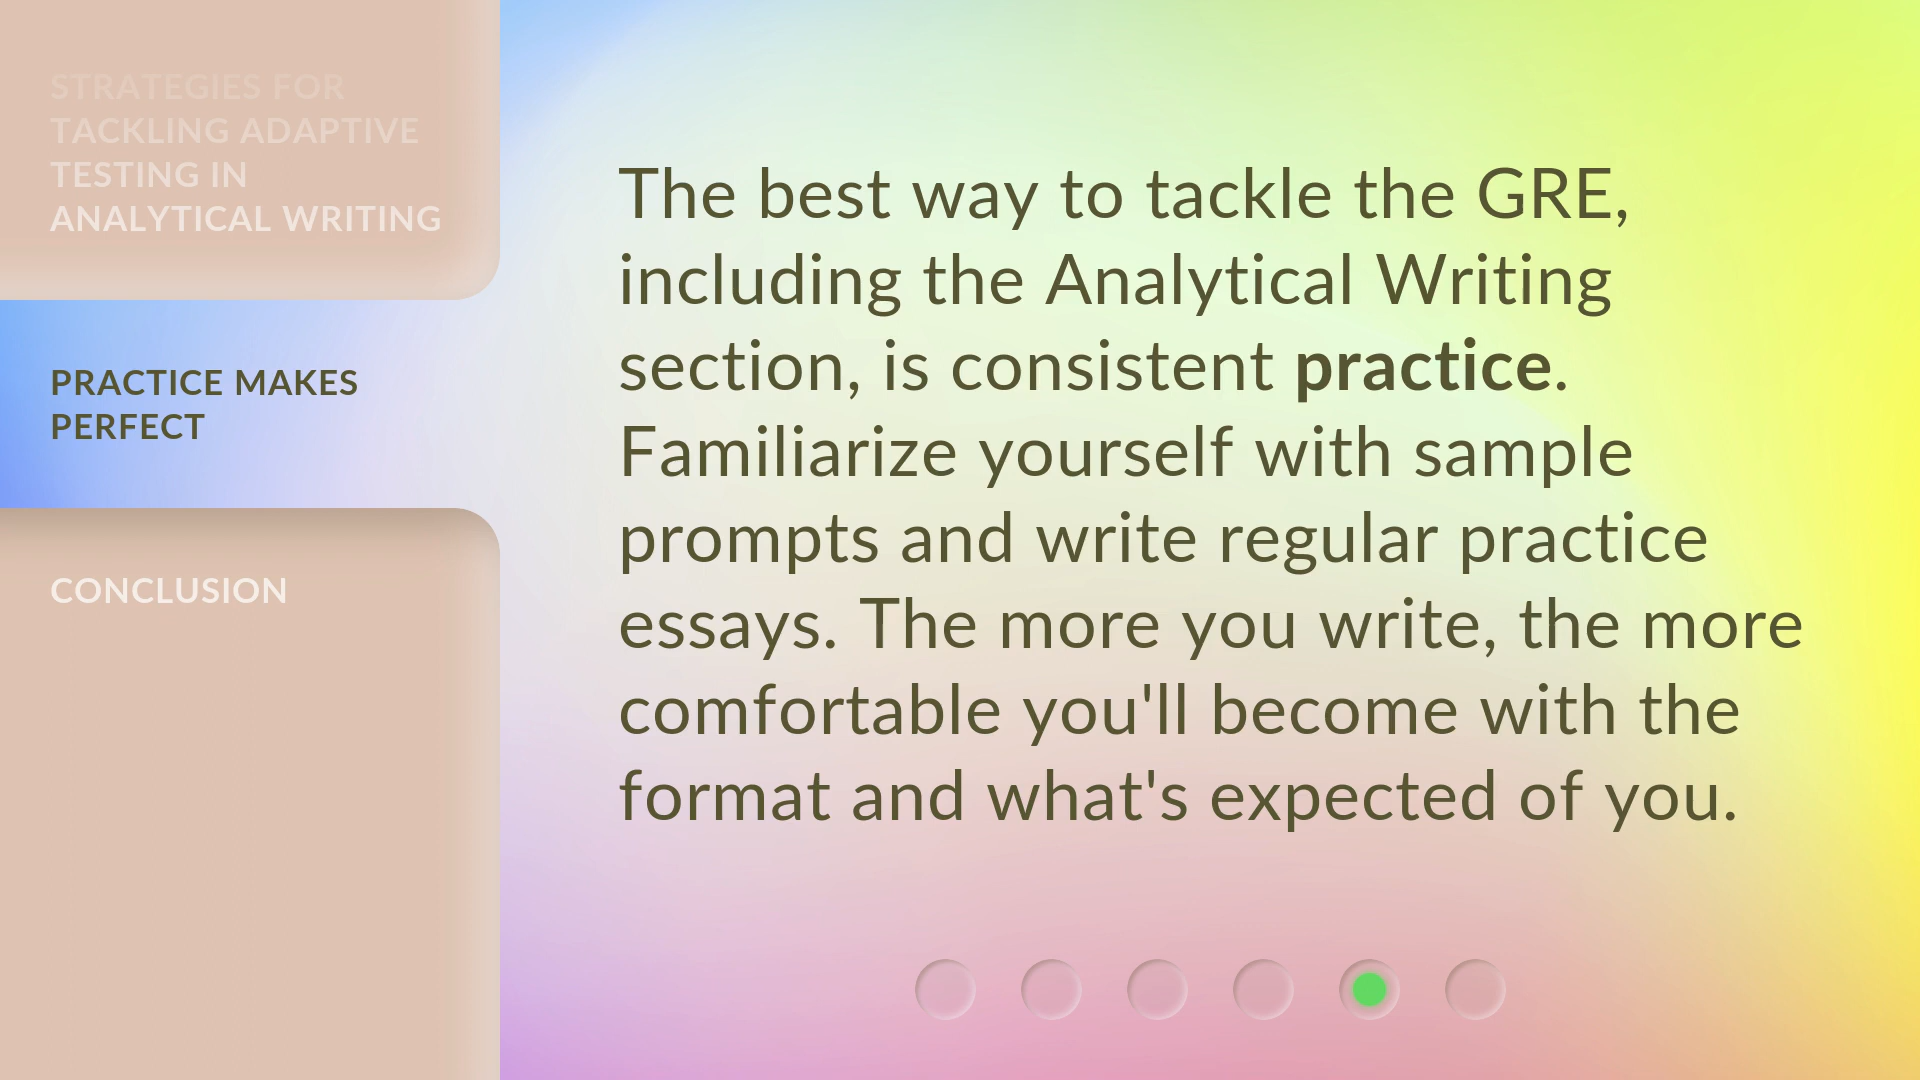 STRATEGIES FOR
TACKLING ADAPTIVE
TESTING IN
ANALYTICAL WRITING
PRACTICE MAKES
PERFECT
CONCLUSION
The best way to tackle the GRE,
including the Analytical Writing
section, is consistent practice.
Familiarize yourself with sample
prompts and write regular practice
essays. The more you write, the more
comfortable you'll become with the
format and what's expected of you.